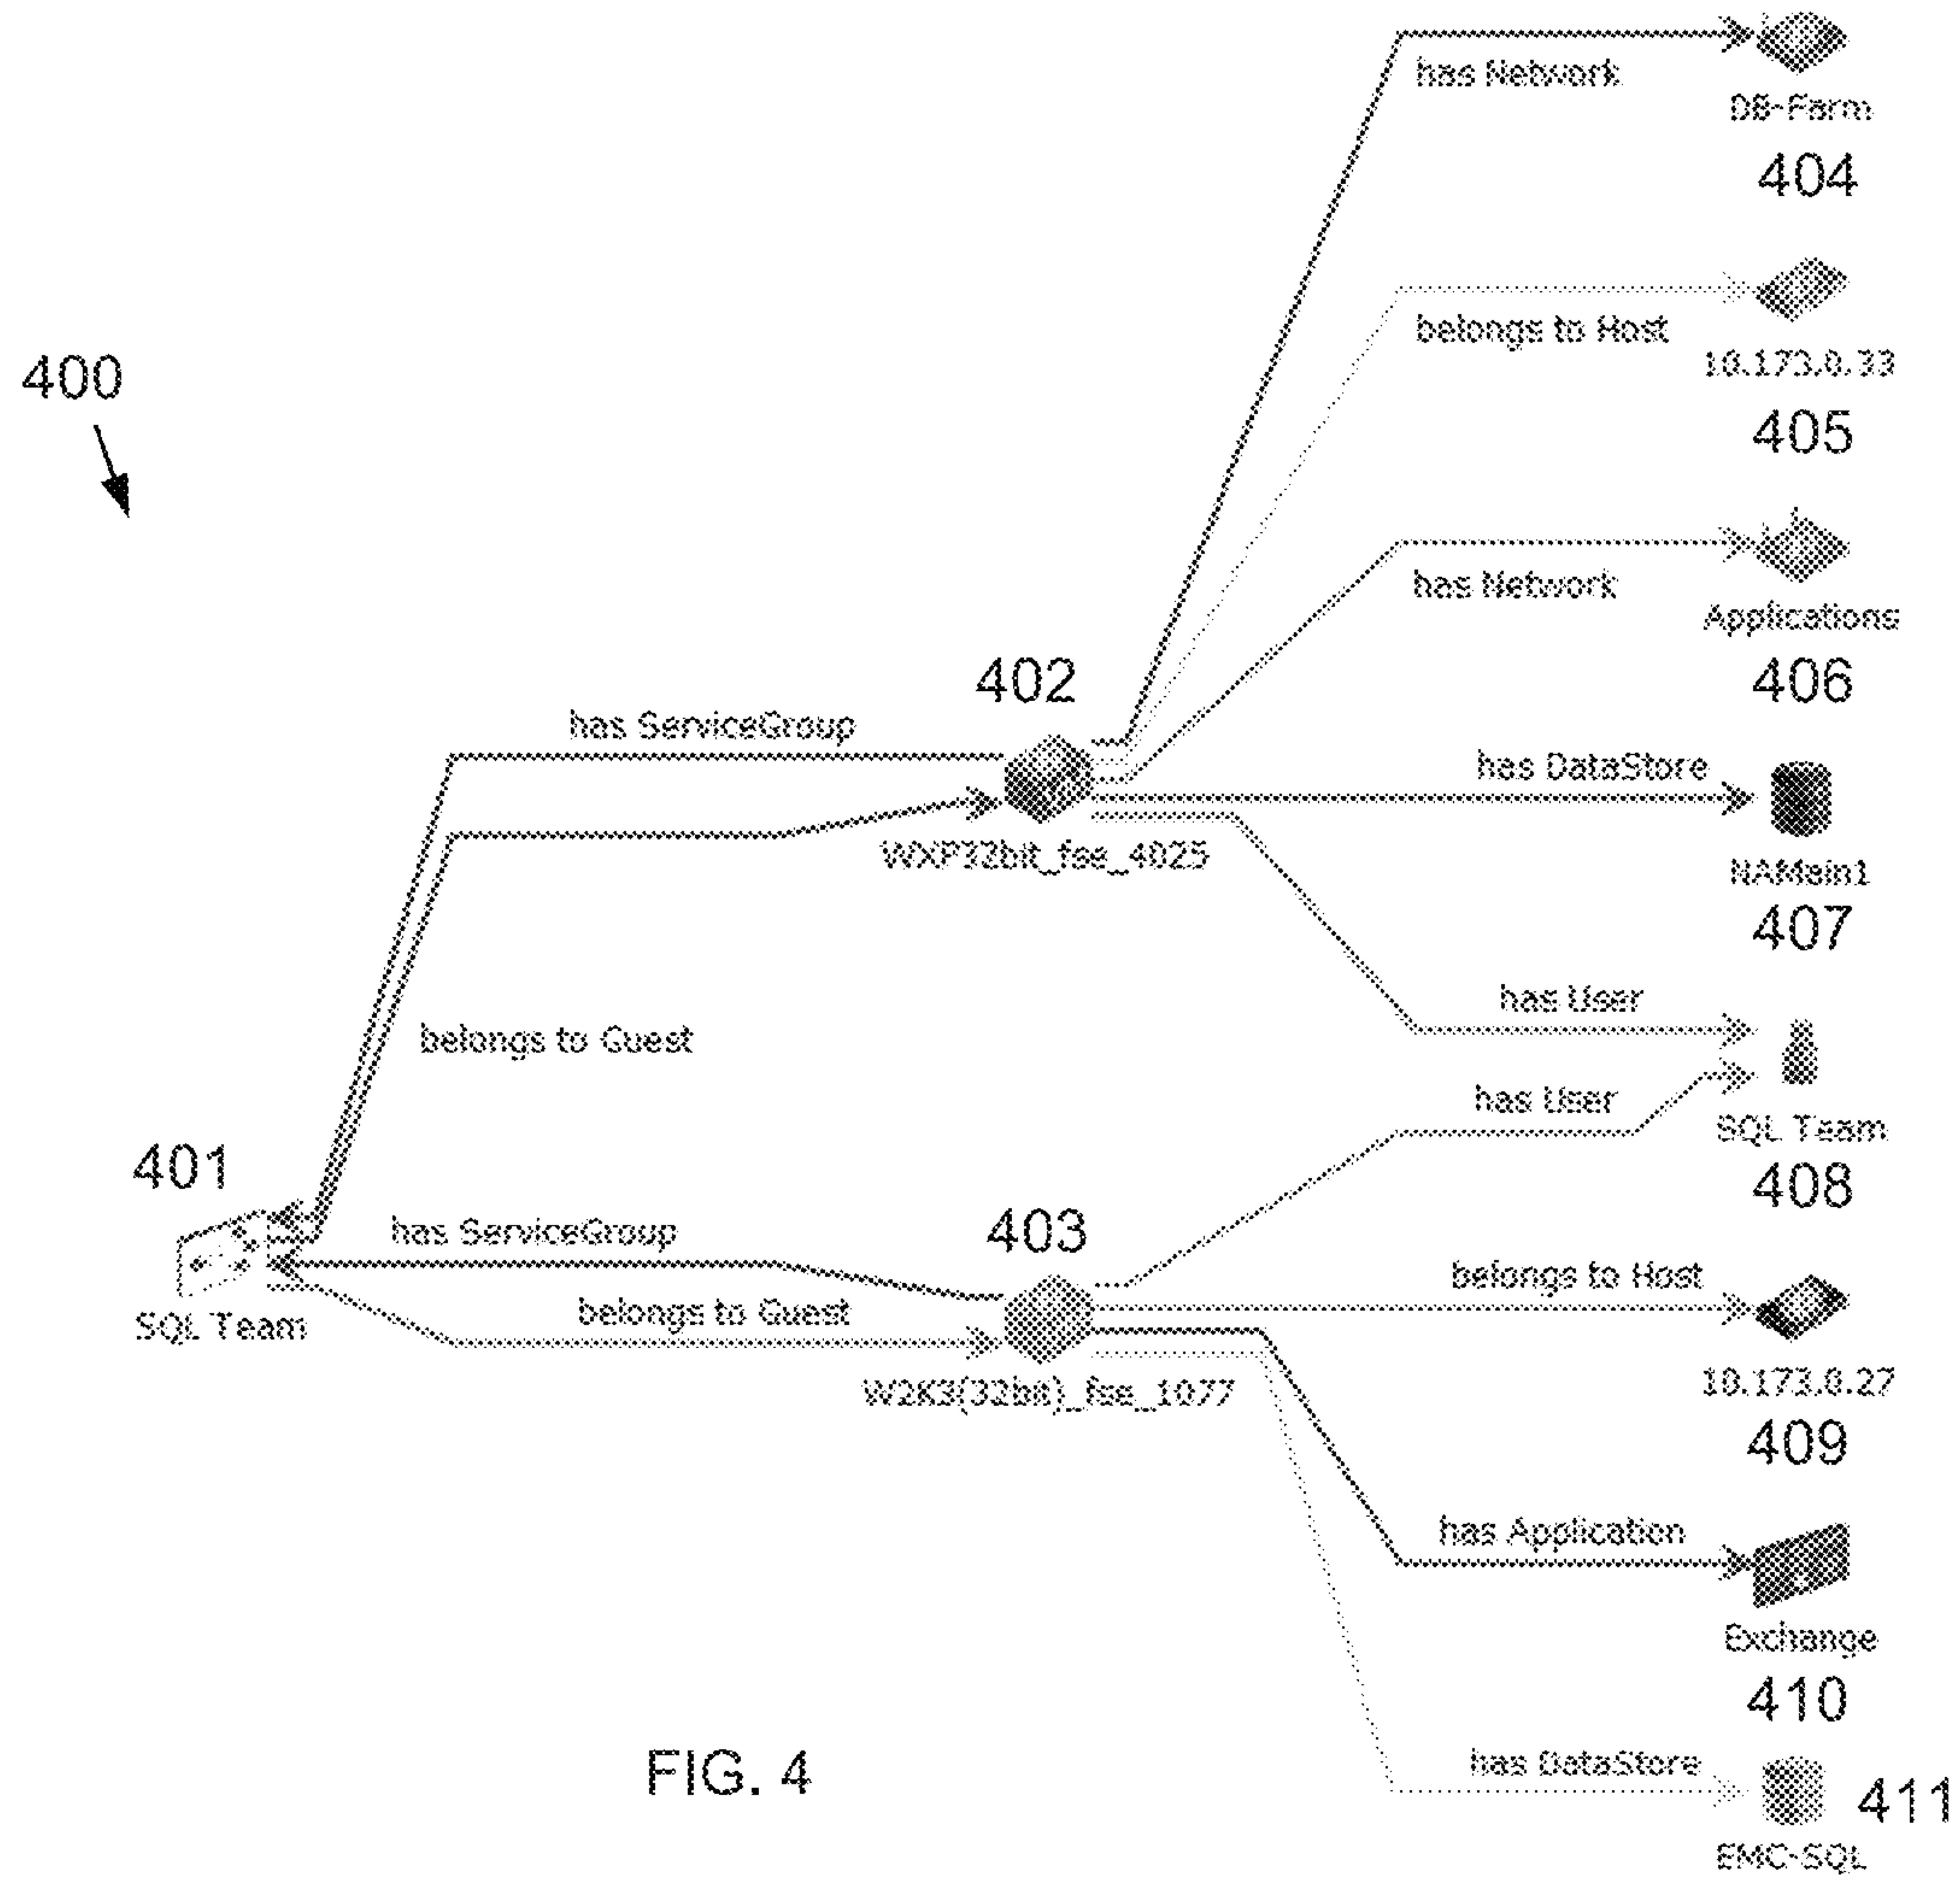 has Network
DB-Farm
404
belongs to Host
10.173.0.33
405
400
has Network
Applications
406
402
has ServiceGroup
has DataStore
WXP32bit_fse_4025
NAMain1
407
has User
belongs to Guest
has User
SQL Team
408
401
has ServiceGroup
403
belongs to Host
belongs to Guest
SQL Team
W2K3(32bit)_fse_1077
10.173.0.27
409
has Application
Exchange
410
has DataStore
411
EMC-SQL
FIG. 4